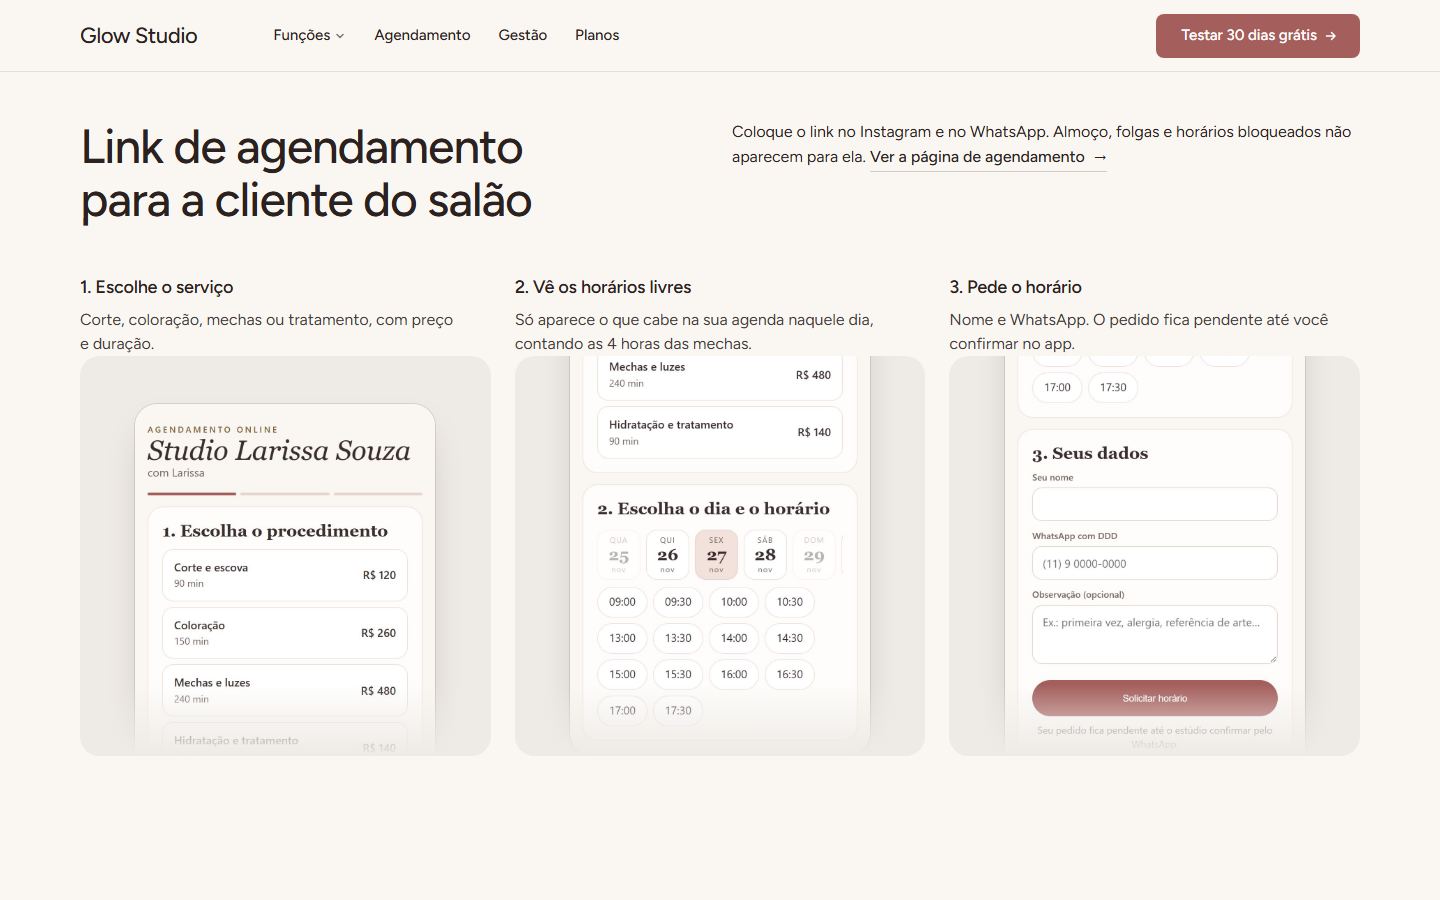 Glow Studio
Funções
Agendamento
Gestão
Planos
Testar 30 dias grátis →
Link de agendamento
para a cliente do salão
Coloque o link no Instagram e no WhatsApp. Almoço, folgas e horários bloqueados não
aparecem para ela. Ver a página de agendamento →
1. Escolhe o serviço
Corte, coloração, mechas ou tratamento, com preço
e duração.
AGENDAMENTO ONLINE
Studio Larissa Souza
com Larissa
1. Escolha o procedimento
Corte e escova
90 min
R$ 120
Coloração
150 min
R$ 260
Mechas e luzes
240 min
R$ 480
Hidratação e tratamento
R$ 140
2. Vê os horários livres
Só aparece o que cabe na sua agenda naquele dia,
contando as 4 horas das mechas.
Mechas e luzes
240 min
R$ 480
Hidratação e tratamento
90 min
R$ 140
2. Escolha o dia e o horário
QUA QUI SEX SÁB DOM
25 26 27 28 29
nov nov nov nov nov
09:00 09:30 10:00 10:30
13:00 13:30 14:00 14:30
15:00 15:30 16:00 16:30
17:00 17:30
3. Pede o horário
Nome e WhatsApp. O pedido fica pendente até você
confirmar no app.
17:00 17:30
3. Seus dados
Seu nome
WhatsApp com DDD
(11) 9 0000-0000
Observação (opcional)
Ex.: primeira vez, alergia, referência de arte...
Solicitar horário
Seu pedido fica pendente até o estúdio confirmar pelo
WhatsApp.